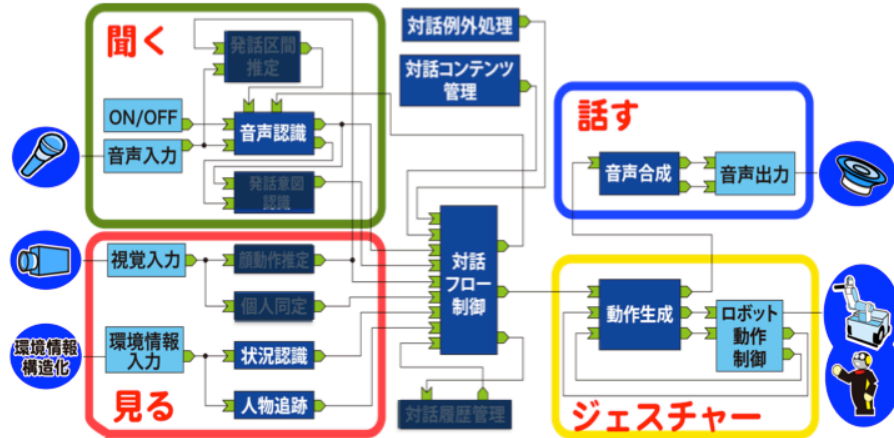 聞く
発話区間
推定
ON/OFF
音声入力
音声認識
発話意図
認識
対話例外処理
対話コンテンツ
管理
話す
音声合成
音声出力
視覚入力
顔動作推定
個人同定
環境情報
構造化
環境情報
入力
状況認識
人物追跡
見る
対話
フロー
制御
対話履歴管理
動作生成
ロボット
動作
制御
ジェスチャー